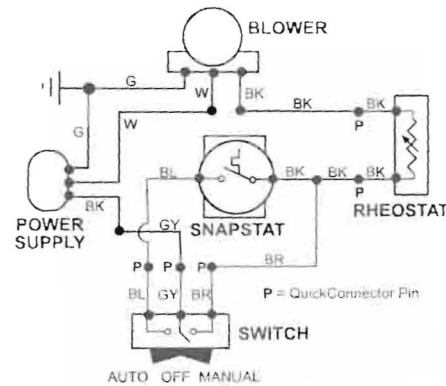 BLOWER
G
W
BK
BK
BK
G
W
P
BL
BK
BK
BK
P
RHEOSTAT
SNAPSTAT
POWER
SUPPLY
BK
GY
BR
P
P
P
BL
GY
BR
P = QuickConnector Pin
SWITCH
AUTO OFF MANUAL